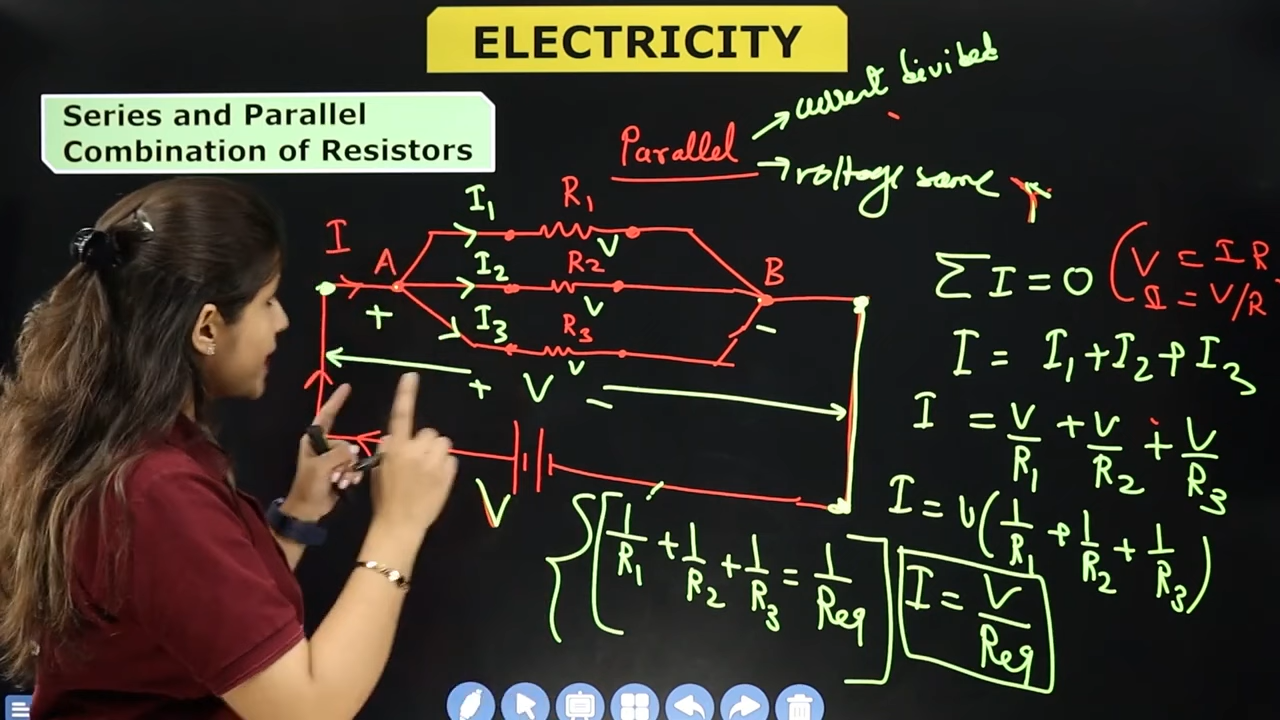 ELECTRICITY
Series and Parallel
Combination of Resistors
Parallel
→ current divided
→ voltage same
I
A
I₁
R₁
V
I₂
R₂
V
I₃
R₃
V
B
+
−
+ V −
V
∑I = 0
(V = IR
I = V/R
I = I₁ + I₂ + I₃
I = V/R₁ + V/R₂ + V/R₃
I = V(1/R₁ + 1/R₂ + 1/R₃)
{[1/R₁ + 1/R₂ + 1/R₃ = 1/Req]
I = V/Req